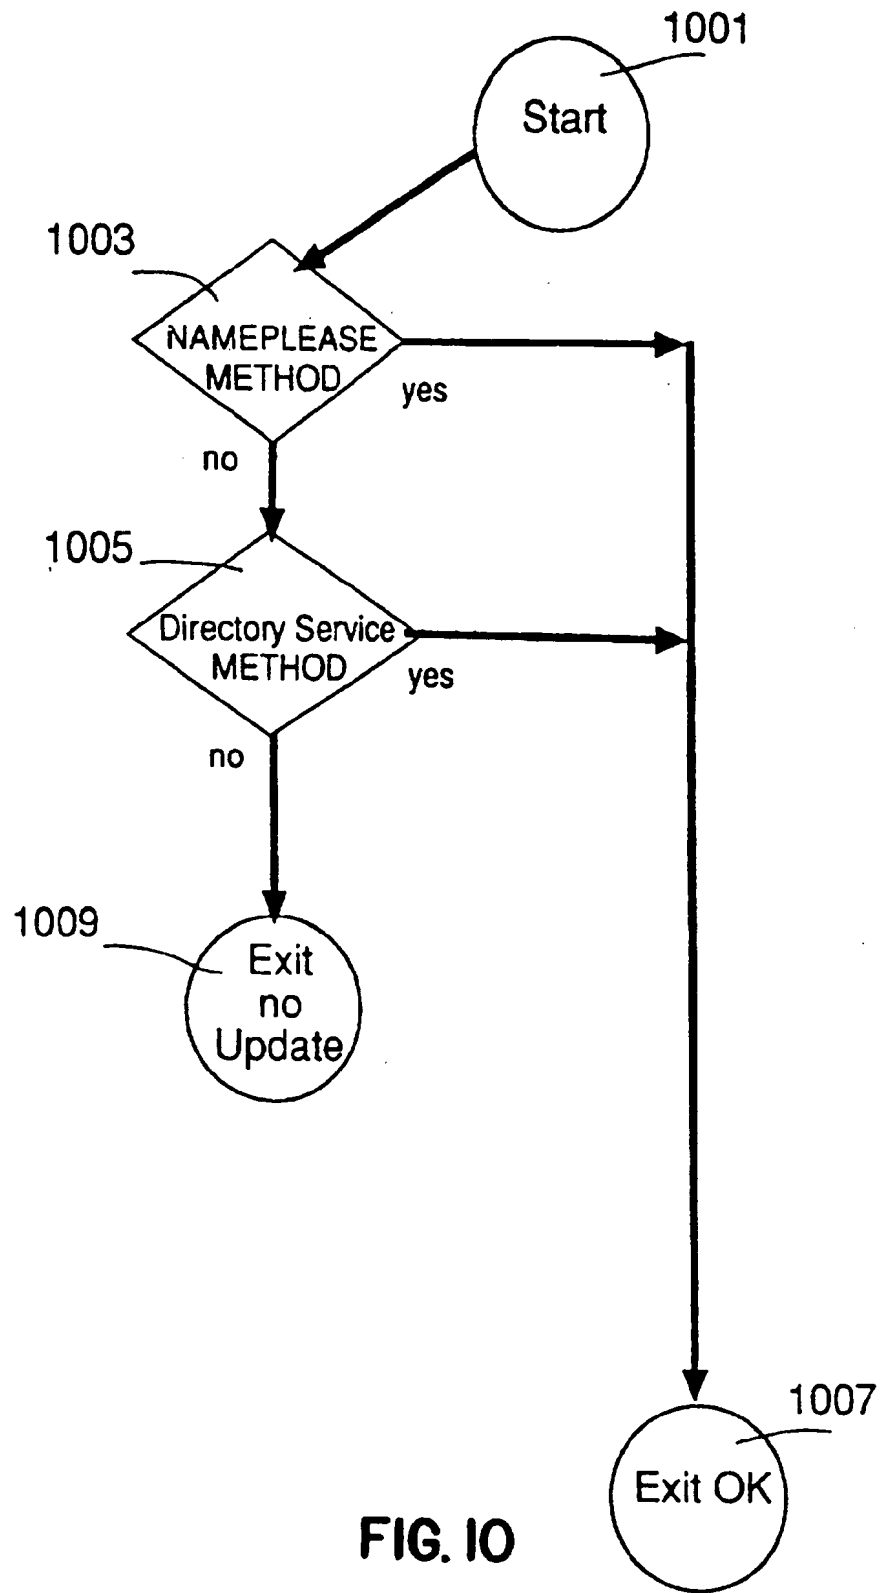 1001
Start
1003
NAMEPLEASE
METHOD
yes
no
1005
Directory Service
METHOD
yes
no
1009
Exit
no
Update
1007
Exit OK
FIG. 10